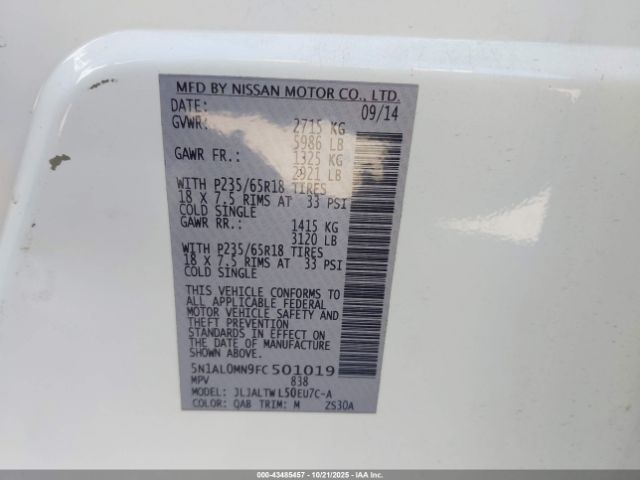 MFD BY NISSAN MOTOR CO., LTD.
DATE: 09/14
GVWR: 2715 KG
5986 LB
GAWR FR.: 1325 KG
2921 LB
WITH P235/65R18 TIRES
18 X 7.5 RIMS AT 33 PSI
COLD SINGLE
GAWR RR.: 1415 KG
3120 LB
WITH P235/65R18 TIRES
18 X 7.5 RIMS AT 33 PSI
COLD SINGLE
THIS VEHICLE CONFORMS TO
ALL APPLICABLE FEDERAL
MOTOR VEHICLE SAFETY AND
THEFT PREVENTION
STANDARDS IN EFFECT ON
THE DATE OF MANUFACTURE
SHOWN ABOVE.
5N1AL0MN9FC501019
MPV 838
MODEL: JLJALTWL50EU7C-A
COLOR: QAB TRIM: M ZS30A
000-43485457 - 10/21/2025 - IAAI.COM